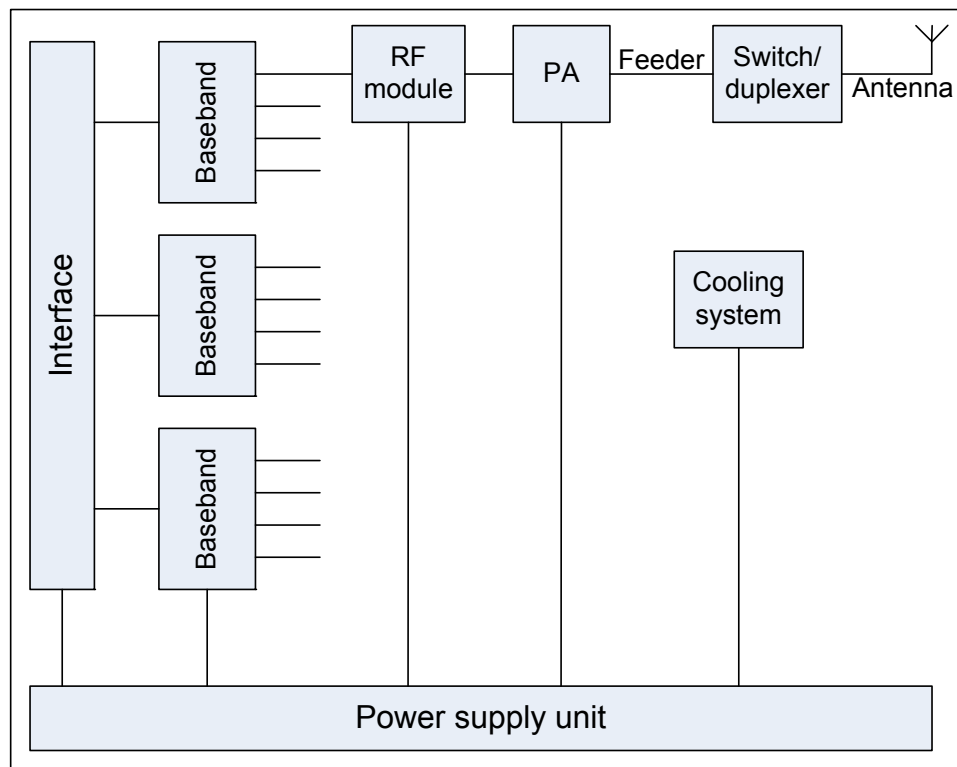 RF
module
PA
Feeder
Switch/
duplexer
Antenna
Baseband
Interface
Baseband
Cooling
system
Baseband
Power supply unit